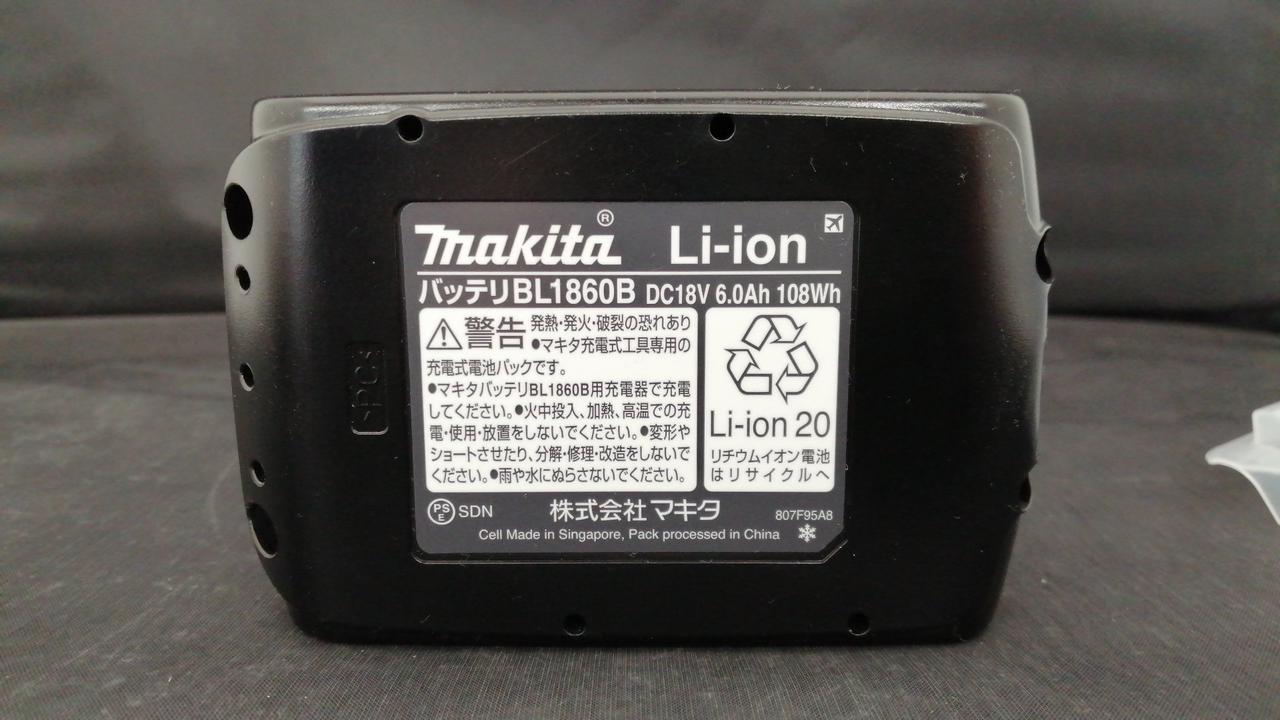 Makita® Li-ion
バッテリBL1860B DC18V 6.0Ah 108Wh
警告 発熱・発火・破裂の恐れあり
●マキタ充電式工具専用の
充電式電池パックです。
●マキタバッテリBL1860B用充電器で充電
してください。●火中投入、加熱、高温での充
電・使用・放置をしないでください。●変形や
ショートさせたり、分解・修理・改造をしないで
ください。●雨や水にぬらさないでください。
Li-ion 20
リチウムイオン電池
はリサイクルへ
PSE SDN 株式会社マキタ 807F95A8
Cell Made in Singapore, Pack processed in China
>PC<